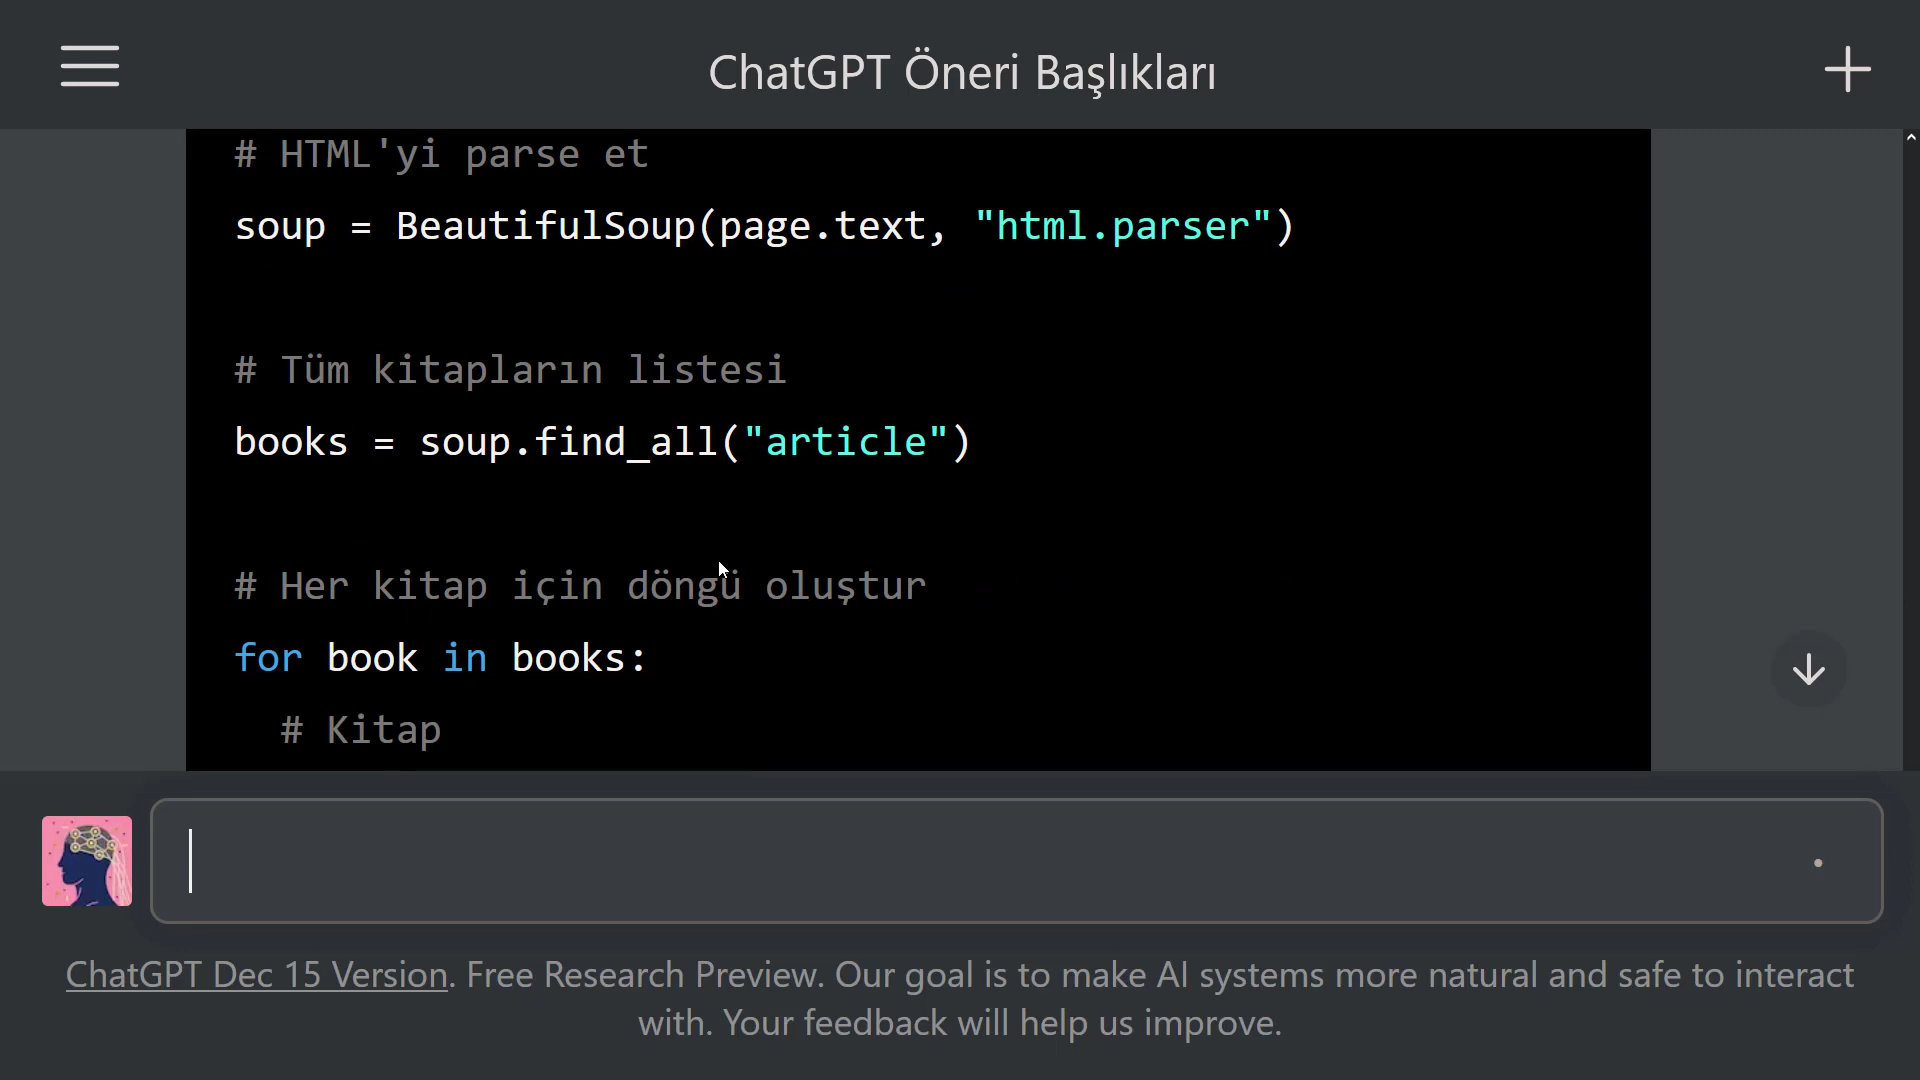 ChatGPT Öneri Başlıkları
# HTML'yi parse et
soup = BeautifulSoup(page.text, "html.parser")
# Tüm kitapların listesi
books = soup.find_all("article")
# Her kitap için döngü oluştur
for book in books:
# Kitap
ChatGPT Dec 15 Version. Free Research Preview. Our goal is to make AI systems more natural and safe to interact
with. Your feedback will help us improve.